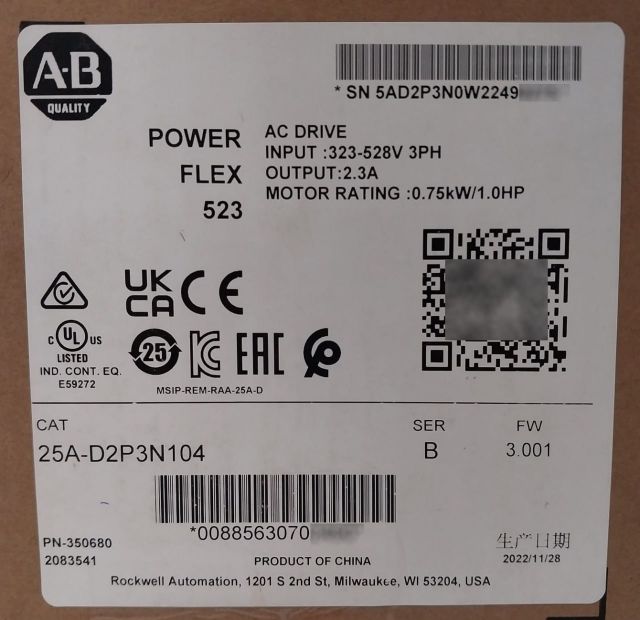 A-B
QUALITY
* SN 5AD2P3N0W2249
POWER
FLEX
523
AC DRIVE
INPUT :323-528V 3PH
OUTPUT:2.3A
MOTOR RATING :0.75kW/1.0HP
UK
CA
CE
C UL US
LISTED
IND. CONT. EQ.
E59272
25
EAC
MSIP-REM-RAA-25A-D
CAT
25A-D2P3N104
SER
B
FW
3.001
*0088563070
PN-350680
2083541
生产日期
2022/11/28
PRODUCT OF CHINA
Rockwell Automation, 1201 S 2nd St, Milwaukee, WI 53204, USA